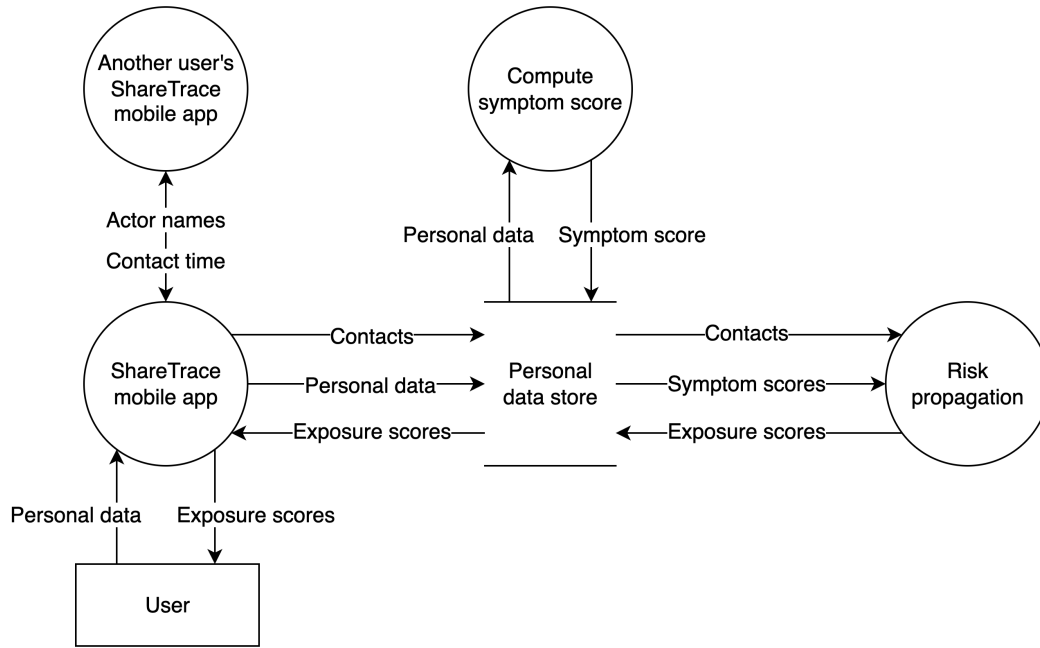 Another user's
ShareTrace
mobile app
Compute
symptom score
Actor names
Contact time
Personal data
Symptom score
ShareTrace
mobile app
Contacts
Personal data
Exposure scores
Personal
data store
Contacts
Symptom scores
Exposure scores
Risk
propagation
Personal data
Exposure scores
User